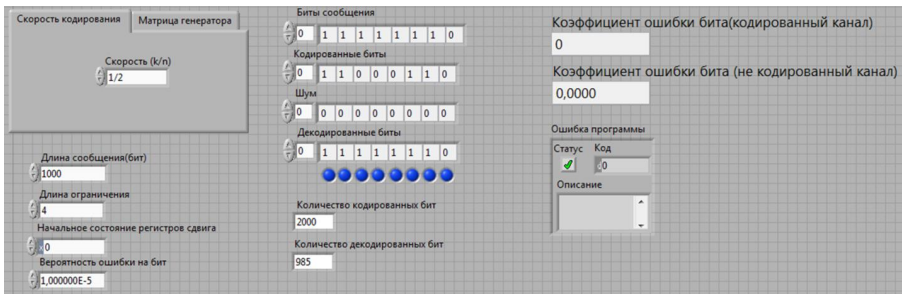 Скорость кодирования
Матрица генератора
Скорость (k/n)
1/2
Длина сообщения(бит)
1000
Длина ограничения
4
Начальное состояние регистров сдвига
0
Вероятность ошибки на бит
1,000000E-5
Биты сообщения
0 1 1 1 1 1 1 1 0
Кодированные биты
0 1 1 0 0 0 1 1 0
Шум
0 0 0 0 0 0 0 0 0
Декодированные биты
0 1 1 1 1 1 1 1 0
Количество кодированных бит
2000
Количество декодированных бит
985
Коэффициент ошибки бита(кодированный канал)
0
Коэффициент ошибки бита (не кодированный канал)
0,0000
Ошибка программы
Статус Код
0
Описание